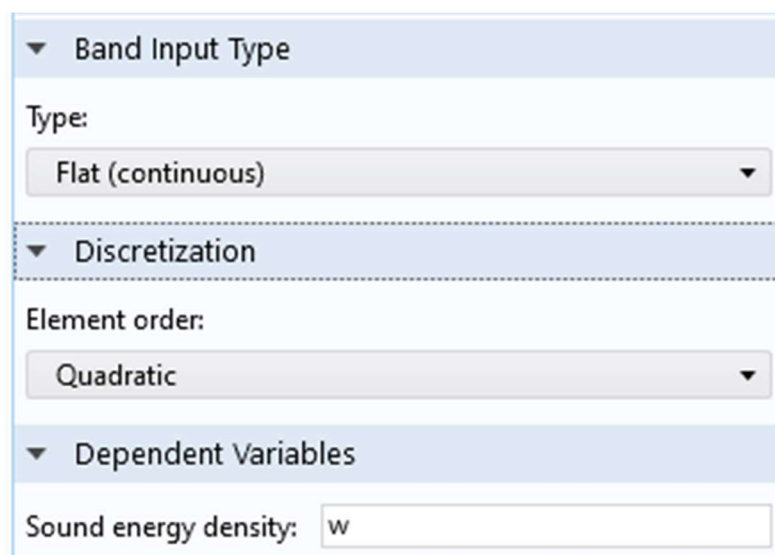 Band Input Type
Type:
Flat (continuous)
Discretization
Element order:
Quadratic
Dependent Variables
Sound energy density: w